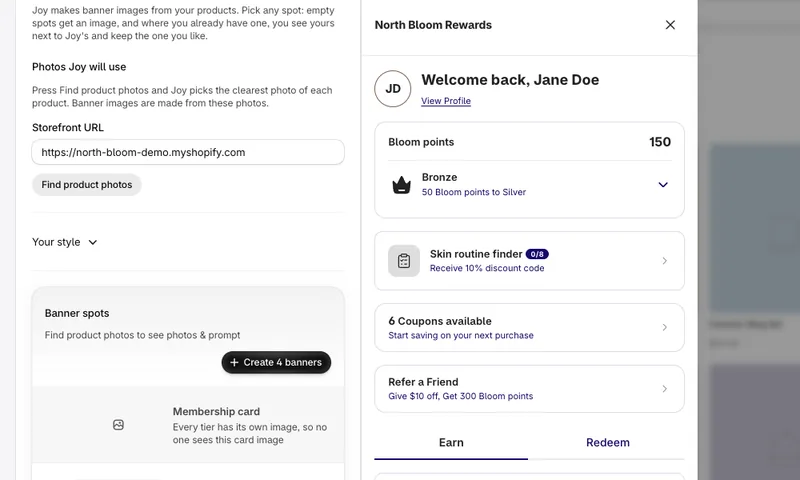 Joy makes banner images from your products. Pick any spot: empty
spots get an image, and where you already have one, you see yours
next to Joy's and keep the one you like.
Photos Joy will use
Press Find product photos and Joy picks the clearest photo of each
product. Banner images are made from these photos.
Storefront URL
https://north-bloom-demo.myshopify.com
Find product photos
Your style
Banner spots
Find product photos to see photos & prompt
+ Create 4 banners
Membership card
Every tier has its own image, so no
one sees this card image
North Bloom Rewards
JD
Welcome back, Jane Doe
View Profile
Bloom points
150
Bronze
50 Bloom points to Silver
Skin routine finder 0/8
Receive 10% discount code
6 Coupons available
Start saving on your next purchase
Refer a Friend
Give $10 off, Get 300 Bloom points
Earn
Redeem